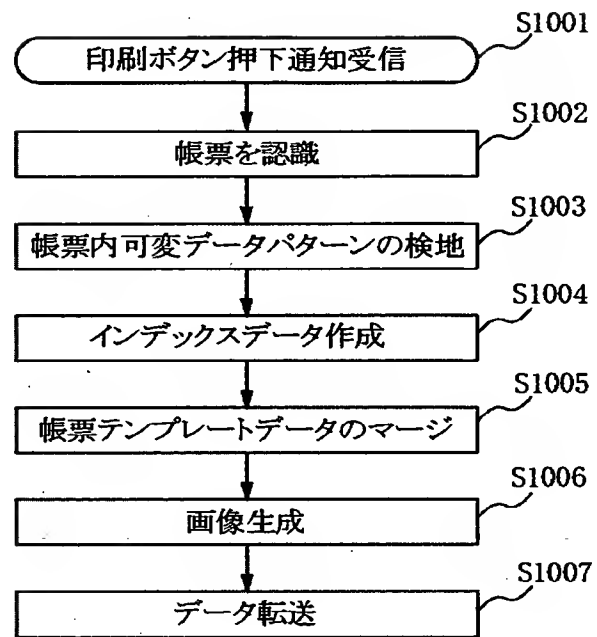 S1001
印刷ボタン押下通知受信
S1002
帳票を認識
S1003
帳票内可変データパターンの検地
S1004
インデックスデータ作成
S1005
帳票テンプレートデータのマージ
S1006
画像生成
S1007
データ転送